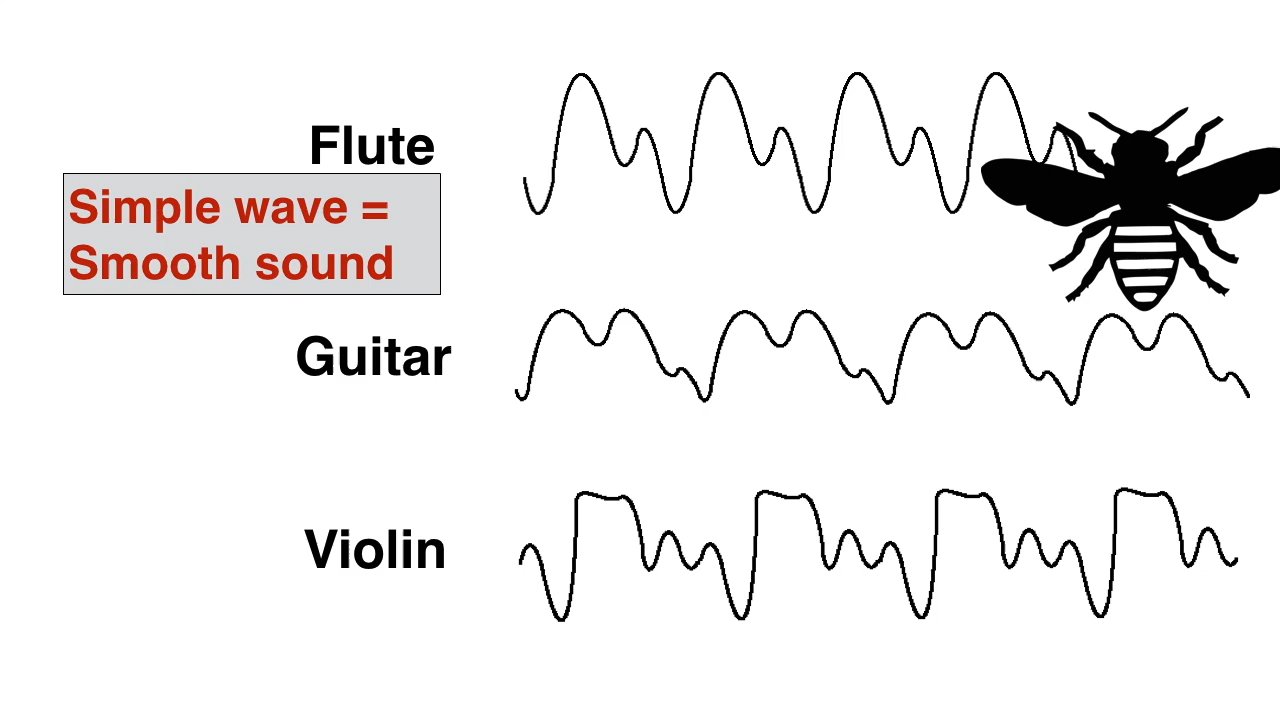 Flute
Simple wave =
Smooth sound
Guitar
Violin